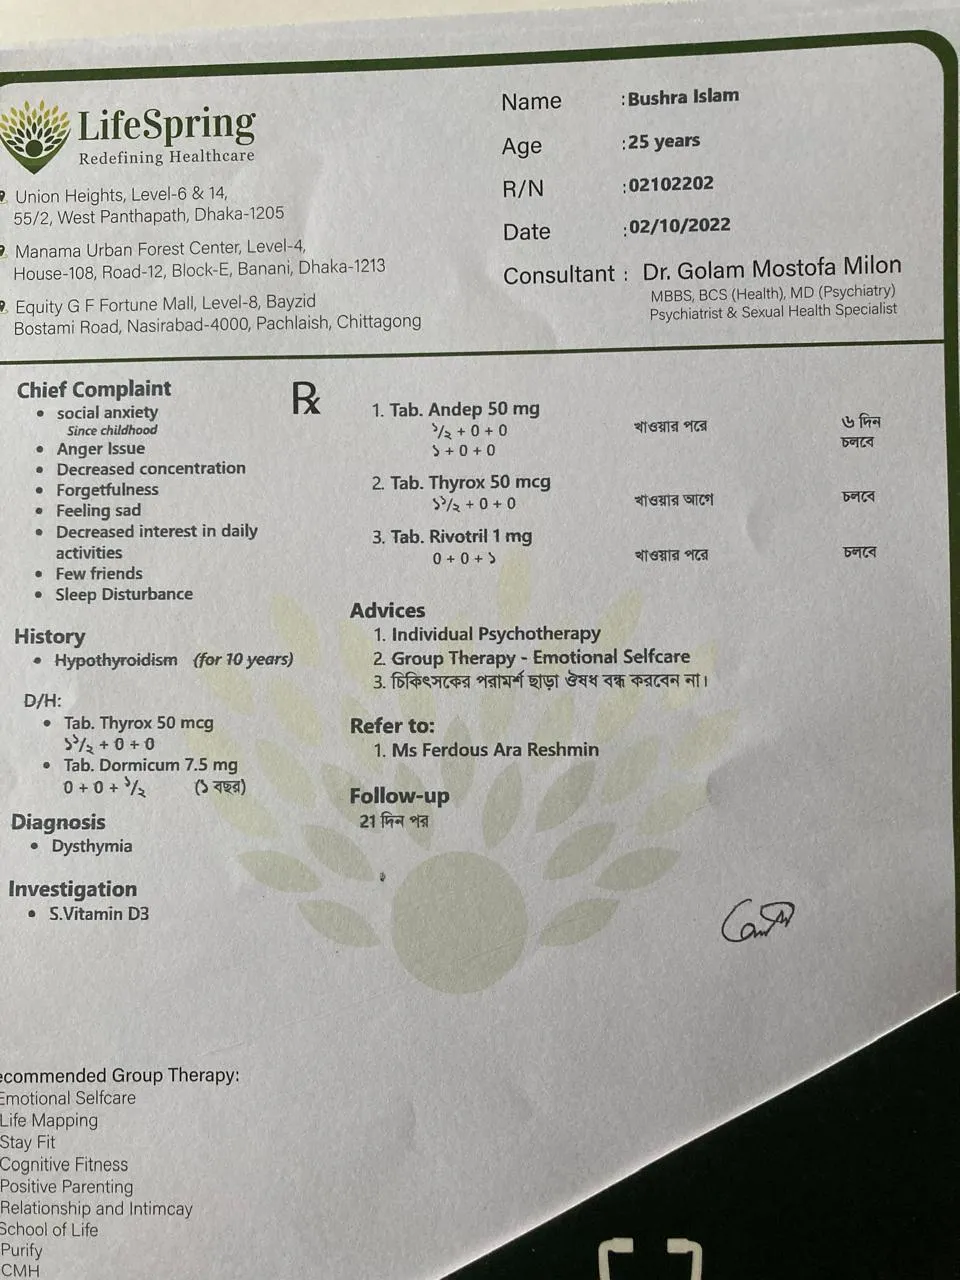 LifeSpring
Redefining Healthcare
Union Heights, Level-6 & 14,
55/2, West Panthapath, Dhaka-1205
Manama Urban Forest Center, Level-4,
House-108, Road-12, Block-E, Banani, Dhaka-1213
Equity G F Fortune Mall, Level-8, Bayzid
Bostami Road, Nasirabad-4000, Pachlaish, Chittagong
Name : Bushra Islam
Age : 25 years
R/N : 02102202
Date : 02/10/2022
Consultant : Dr. Golam Mostofa Milon
MBBS, BCS (Health), MD (Psychiatry)
Psychiatrist & Sexual Health Specialist
Chief Complaint
• social anxiety
Since childhood
• Anger Issue
• Decreased concentration
• Forgetfulness
• Feeling sad
• Decreased interest in daily
activities
• Few friends
• Sleep Disturbance
History
• Hypothyroidism (for 10 years)
D/H:
• Tab. Thyrox 50 mcg
১১/২ + 0 + 0
• Tab. Dormicum 7.5 mg
0 + 0 + ১/২ (১ বছর)
Diagnosis
• Dysthymia
Investigation
• S.Vitamin D3
℞
1. Tab. Andep 50 mg
১/২ + 0 + 0 খাওয়ার পরে ৬ দিন
১ + 0 + 0 চলবে
2. Tab. Thyrox 50 mcg
১১/২ + 0 + 0 খাওয়ার আগে চলবে
3. Tab. Rivotril 1 mg
0 + 0 + ১ খাওয়ার পরে চলবে
Advices
1. Individual Psychotherapy
2. Group Therapy - Emotional Selfcare
3. চিকিৎসকের পরামর্শ ছাড়া ঔষধ বন্ধ করবেন না।
Refer to:
1. Ms Ferdous Ara Reshmin
Follow-up
21 দিন পর
ecommended Group Therapy:
Emotional Selfcare
Life Mapping
Stay Fit
Cognitive Fitness
Positive Parenting
Relationship and Intimcay
School of Life
Purify
CMH